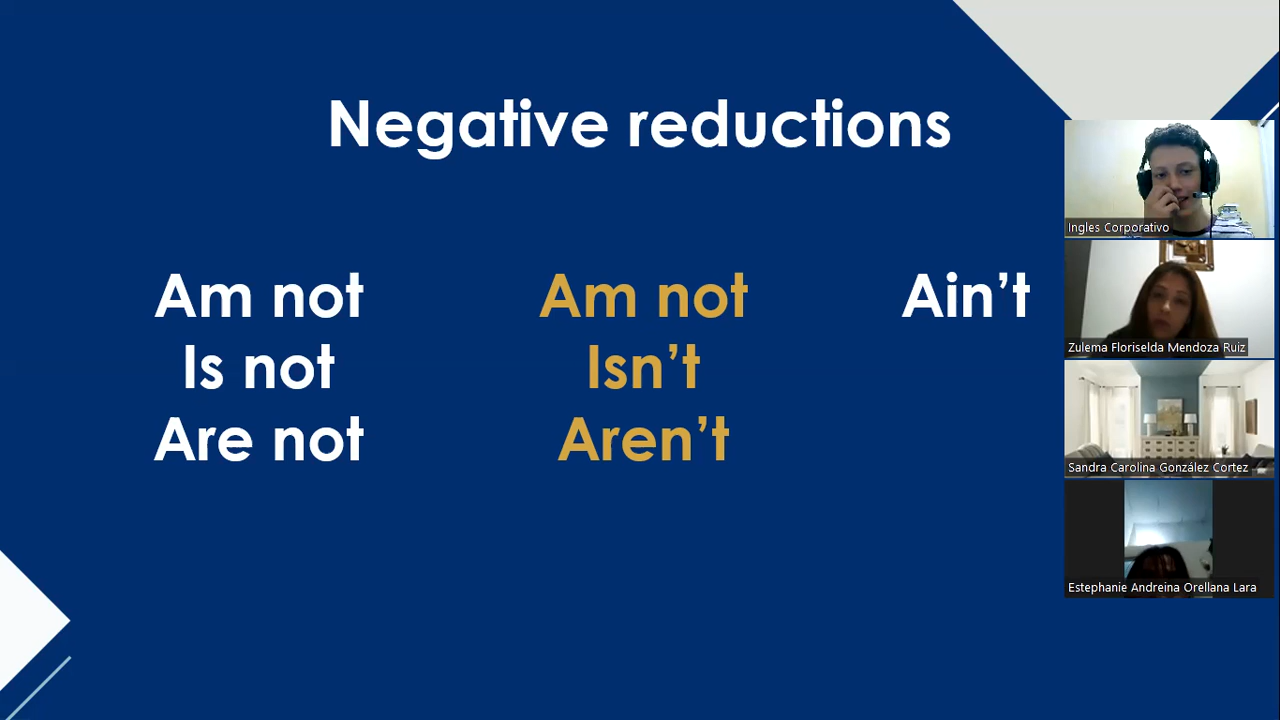 Negative reductions
Am not
Is not
Are not
Am not
Isn't
Aren't
Ain't
Ingles Corporativo
Zulema Floriselda Mendoza Ruiz
Sandra Carolina González Cortez
Estephanie Andreina Orellana Lara